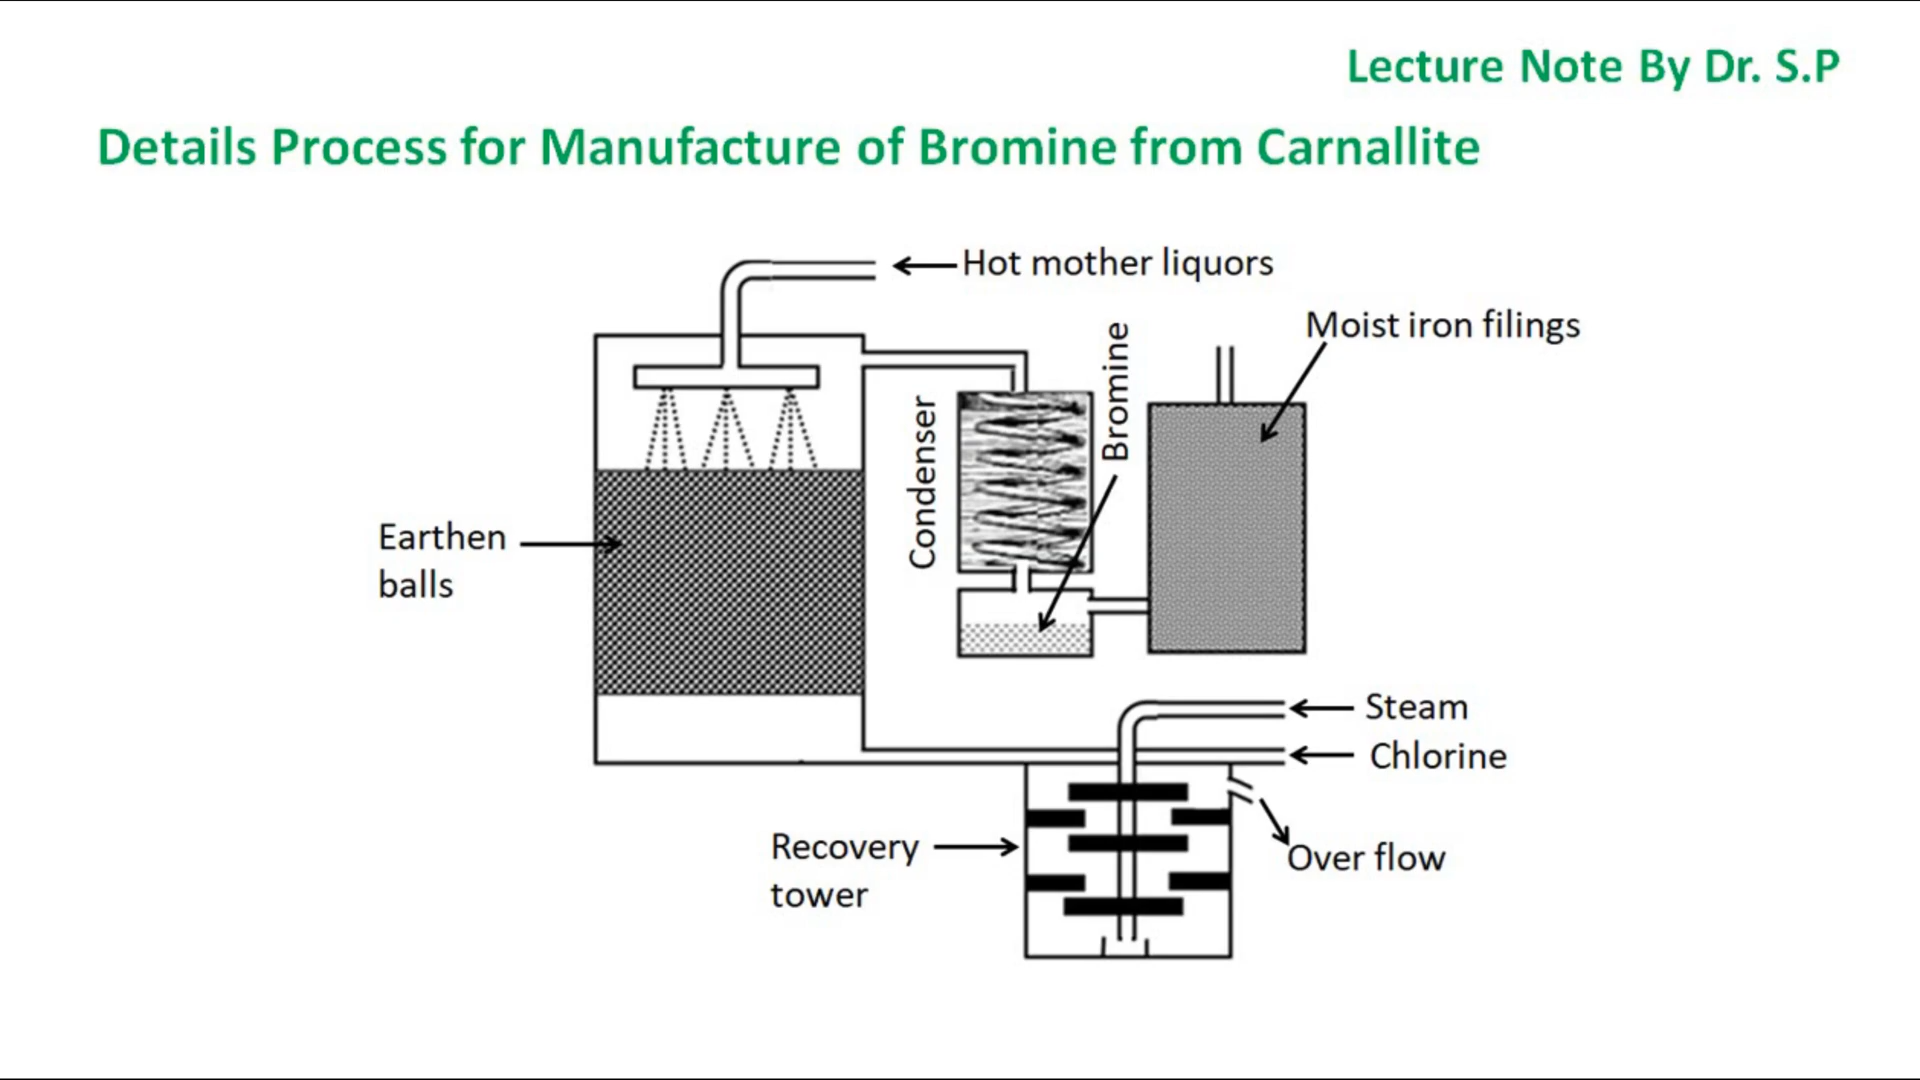 Lecture Note By Dr. S.P
Details Process for Manufacture of Bromine from Carnallite
Hot mother liquors
Moist iron filings
Bromine
Condenser
Earthen
balls
Steam
Chlorine
Recovery
tower
Over flow